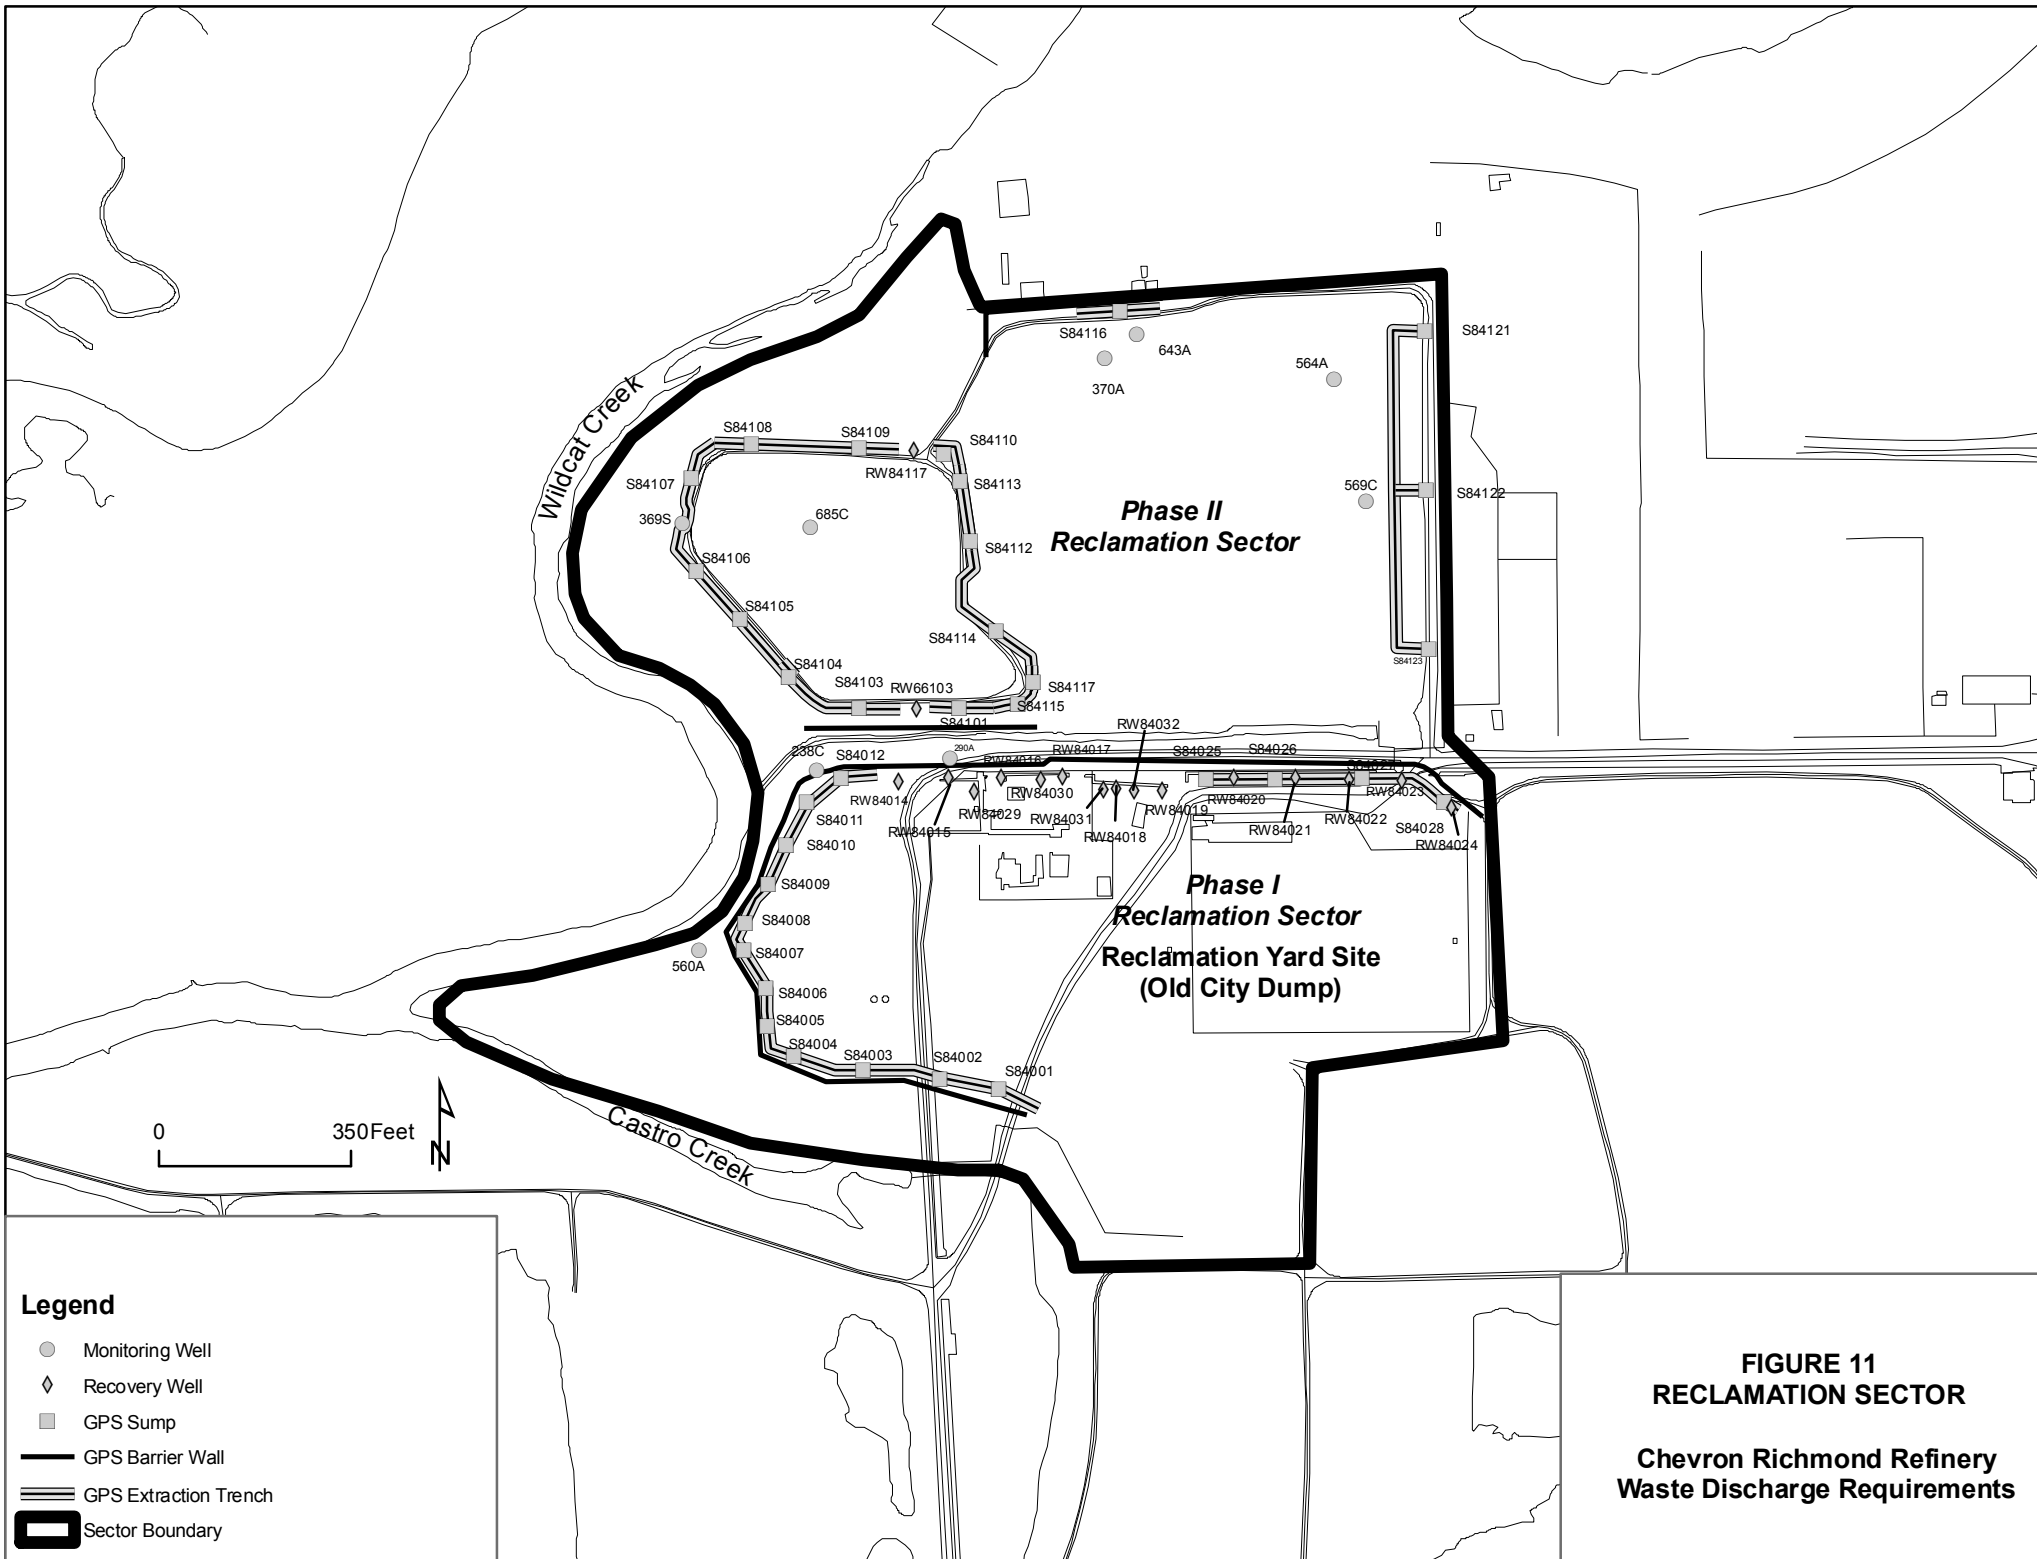 S84121
S84116
643A
564A
370A
S84108
S84109
S84110
RW84117
S84107
S84113
569C
S84122
369S
685C
Phase II
Reclamation Sector
S84112
Wildcat Creek
S84106
S84105
S84114
S84123
S84104
S84103
RW66103
S84117
S84115
S84101
RW84032
238C
S84012
290A
RW84016
RW84017
S84025
S84026
S84027
RW84014
RW84030
RW84020
RW84023
S84011
RW84029
RW84031
RW84019
RW84015
RW84018
RW84021
RW84022
S84028
RW84024
S84010
S84009
Phase I
Reclamation Sector
S84008
S84007
Reclamation Yard Site
(Old City Dump)
560A
S84006
S84005
S84004
S84003
S84002
S84001
Castro Creek
0 350 Feet
N
Legend
Monitoring Well
Recovery Well
GPS Sump
GPS Barrier Wall
GPS Extraction Trench
Sector Boundary
FIGURE 11
RECLAMATION SECTOR
Chevron Richmond Refinery
Waste Discharge Requirements